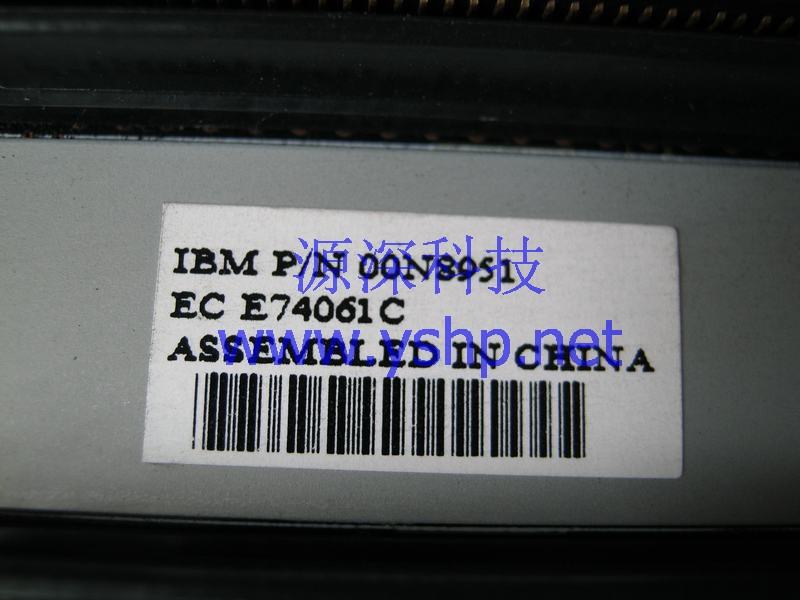 源深科技
IBM P/N 00N8951
EC E74061C
www.yshp.net
ASSEMBLED IN CHINA